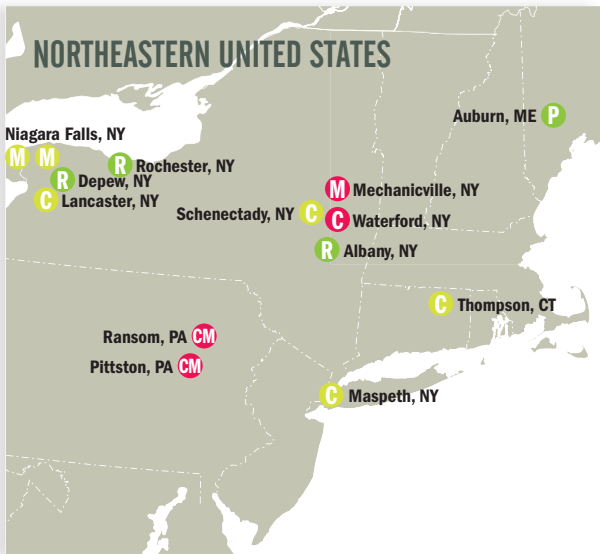 NORTHEASTERN UNITED STATES
Auburn, ME P
Niagara Falls, NY
M M
R Rochester, NY
R Depew, NY
C Lancaster, NY
M Mechanicville, NY
Schenectady, NY C
C Waterford, NY
R Albany, NY
C Thompson, CT
Ransom, PA CM
Pittston, PA CM
C Maspeth, NY